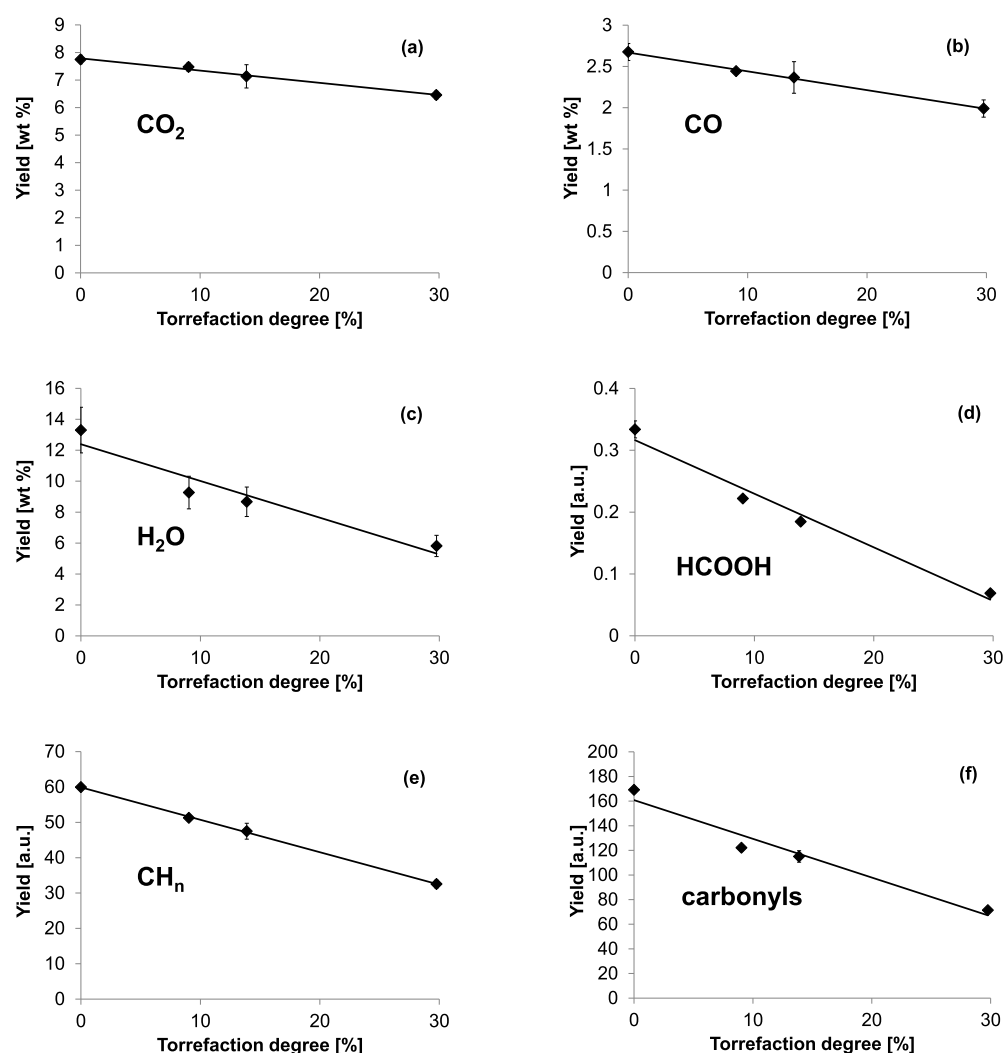 9
8
7
6
5
4
3
2
1
0
Yield [wt %]
(a)
CO₂
0 10 20 30
Torrefaction degree [%]
3
2.5
2
1.5
1
0.5
0
Yield [wt %]
(b)
CO
0 10 20 30
Torrefaction degree [%]
16
14
12
10
8
6
4
2
0
Yield [wt %]
(c)
H₂O
0 10 20 30
Torrefaction degree [%]
0.4
0.3
0.2
0.1
0
Yield [a.u.]
(d)
HCOOH
0 10 20 30
Torrefaction degree [%]
70
60
50
40
30
20
10
0
Yield [a.u.]
(e)
CHₙ
0 10 20 30
Torrefaction degree [%]
200
180
160
140
120
100
80
60
40
20
0
Yield [a.u.]
(f)
carbonyls
0 10 20 30
Torrefaction degree [%]